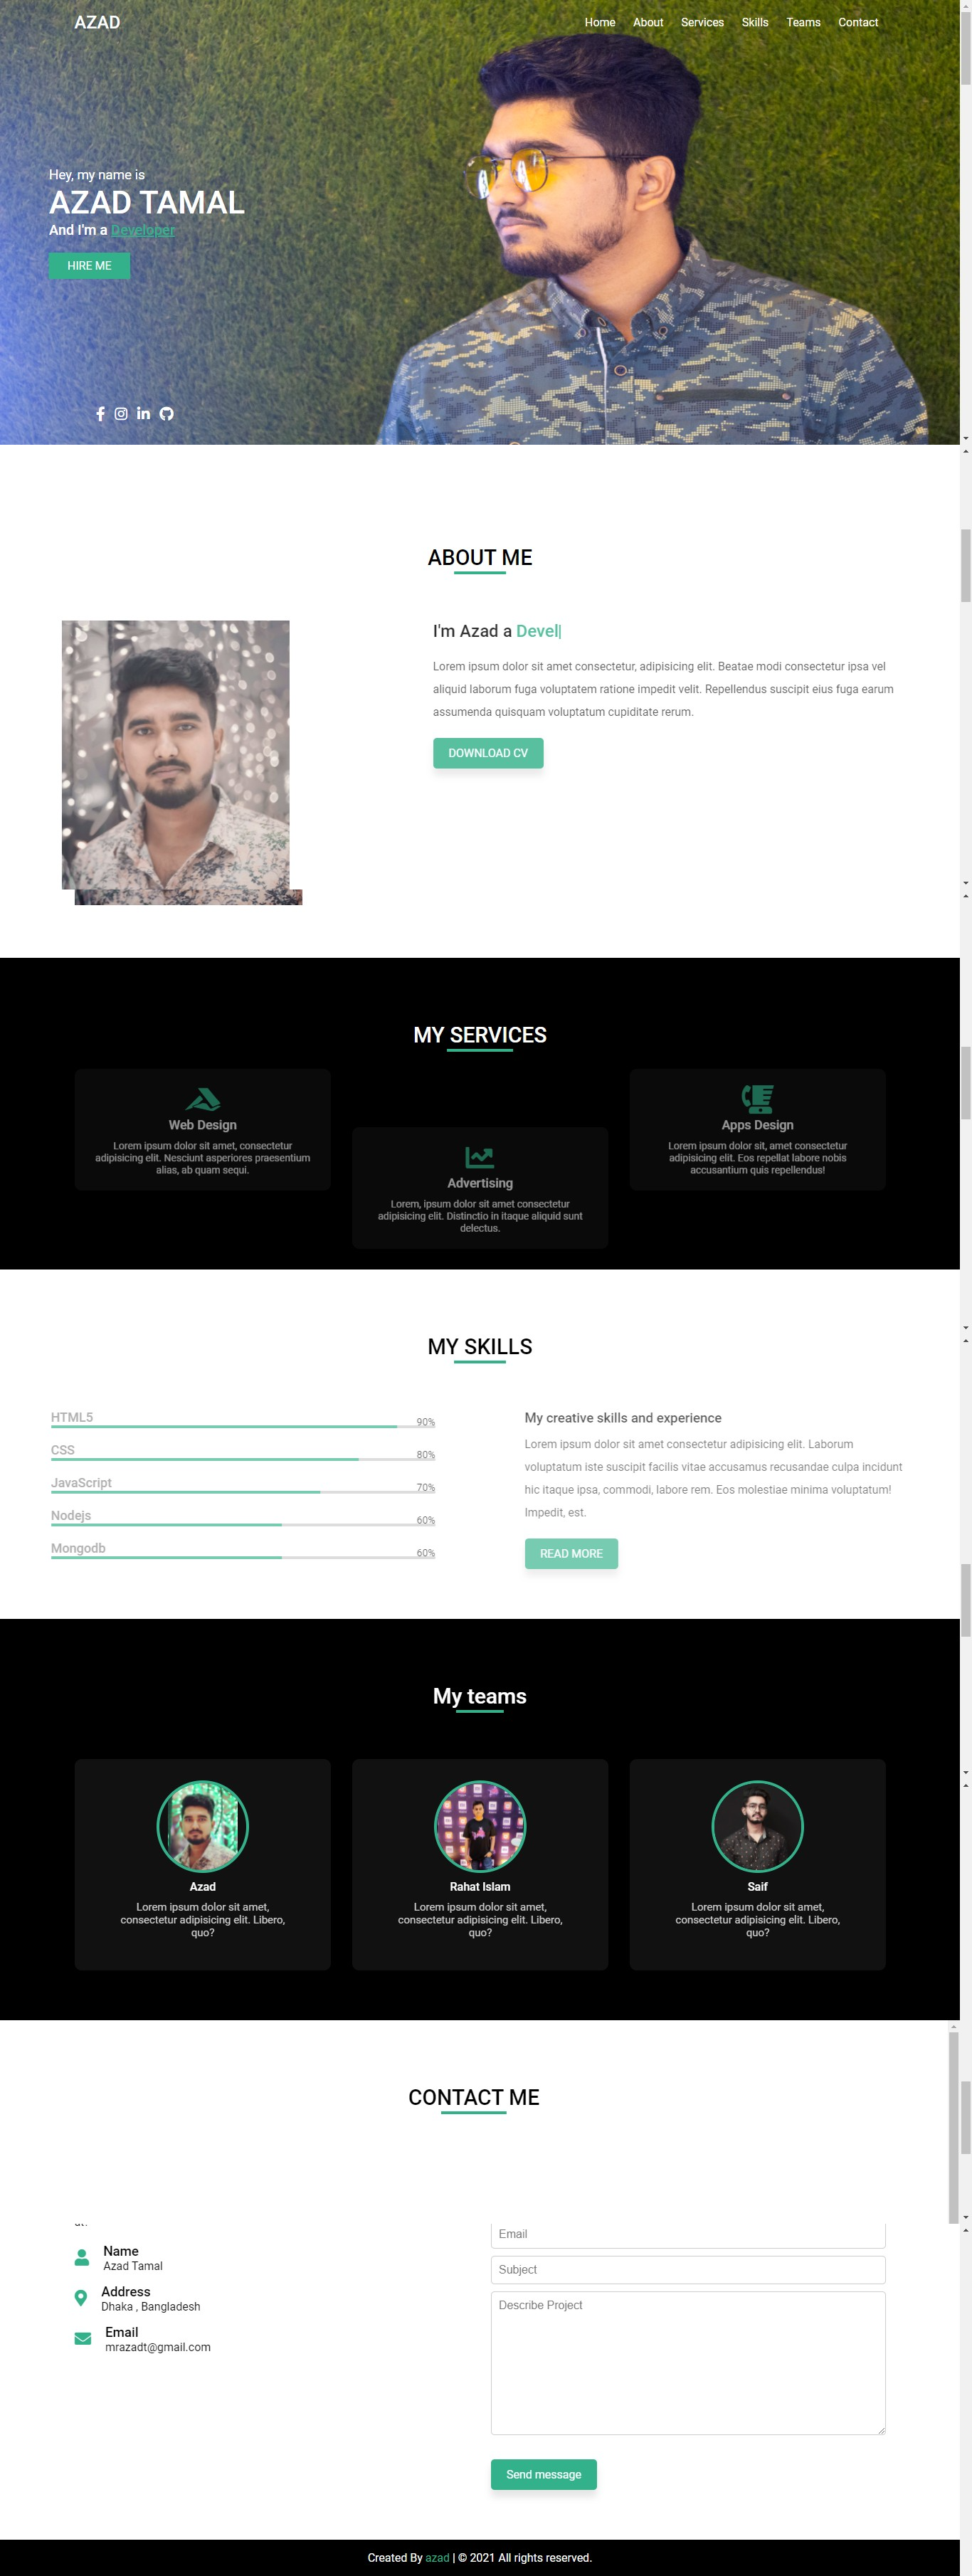 AZAD
Home About Services Skills Teams Contact
Hey, my name is
AZAD TAMAL
And I'm a Developer
HIRE ME
ABOUT ME
I'm Azad a Devel|
Lorem ipsum dolor sit amet consectetur, adipisicing elit. Beatae modi consectetur ipsa vel
aliquid laborum fuga voluptatem ratione impedit velit. Repellendus suscipit eius fuga earum
assumenda quisquam voluptatum cupiditate rerum.
DOWNLOAD CV
MY SERVICES
Web Design
Lorem ipsum dolor sit amet, consectetur
adipisicing elit. Nesciunt asperiores praesentium
alias, ab quam sequi.
Advertising
Lorem, ipsum dolor sit amet consectetur
adipisicing elit. Distinctio in itaque aliquid sunt
delectus.
Apps Design
Lorem ipsum dolor sit, amet consectetur
adipisicing elit. Eos repellat labore nobis
accusantium quis repellendus!
MY SKILLS
HTML5 90%
CSS 80%
JavaScript 70%
Nodejs 60%
Mongodb 60%
My creative skills and experience
Lorem ipsum dolor sit amet consectetur adipisicing elit. Laborum
voluptatum iste suscipit facilis vitae accusamus recusandae culpa incidunt
hic itaque ipsa, commodi, labore rem. Eos molestiae minima voluptatum!
Impedit, est.
READ MORE
My teams
Azad
Lorem ipsum dolor sit amet,
consectetur adipisicing elit. Libero,
quo?
Rahat Islam
Lorem ipsum dolor sit amet,
consectetur adipisicing elit. Libero,
quo?
Saif
Lorem ipsum dolor sit amet,
consectetur adipisicing elit. Libero,
quo?
CONTACT ME
Name
Azad Tamal
Address
Dhaka , Bangladesh
Email
mrazadt@gmail.com
Email
Subject
Describe Project
Send message
Created By azad | © 2021 All rights reserved.